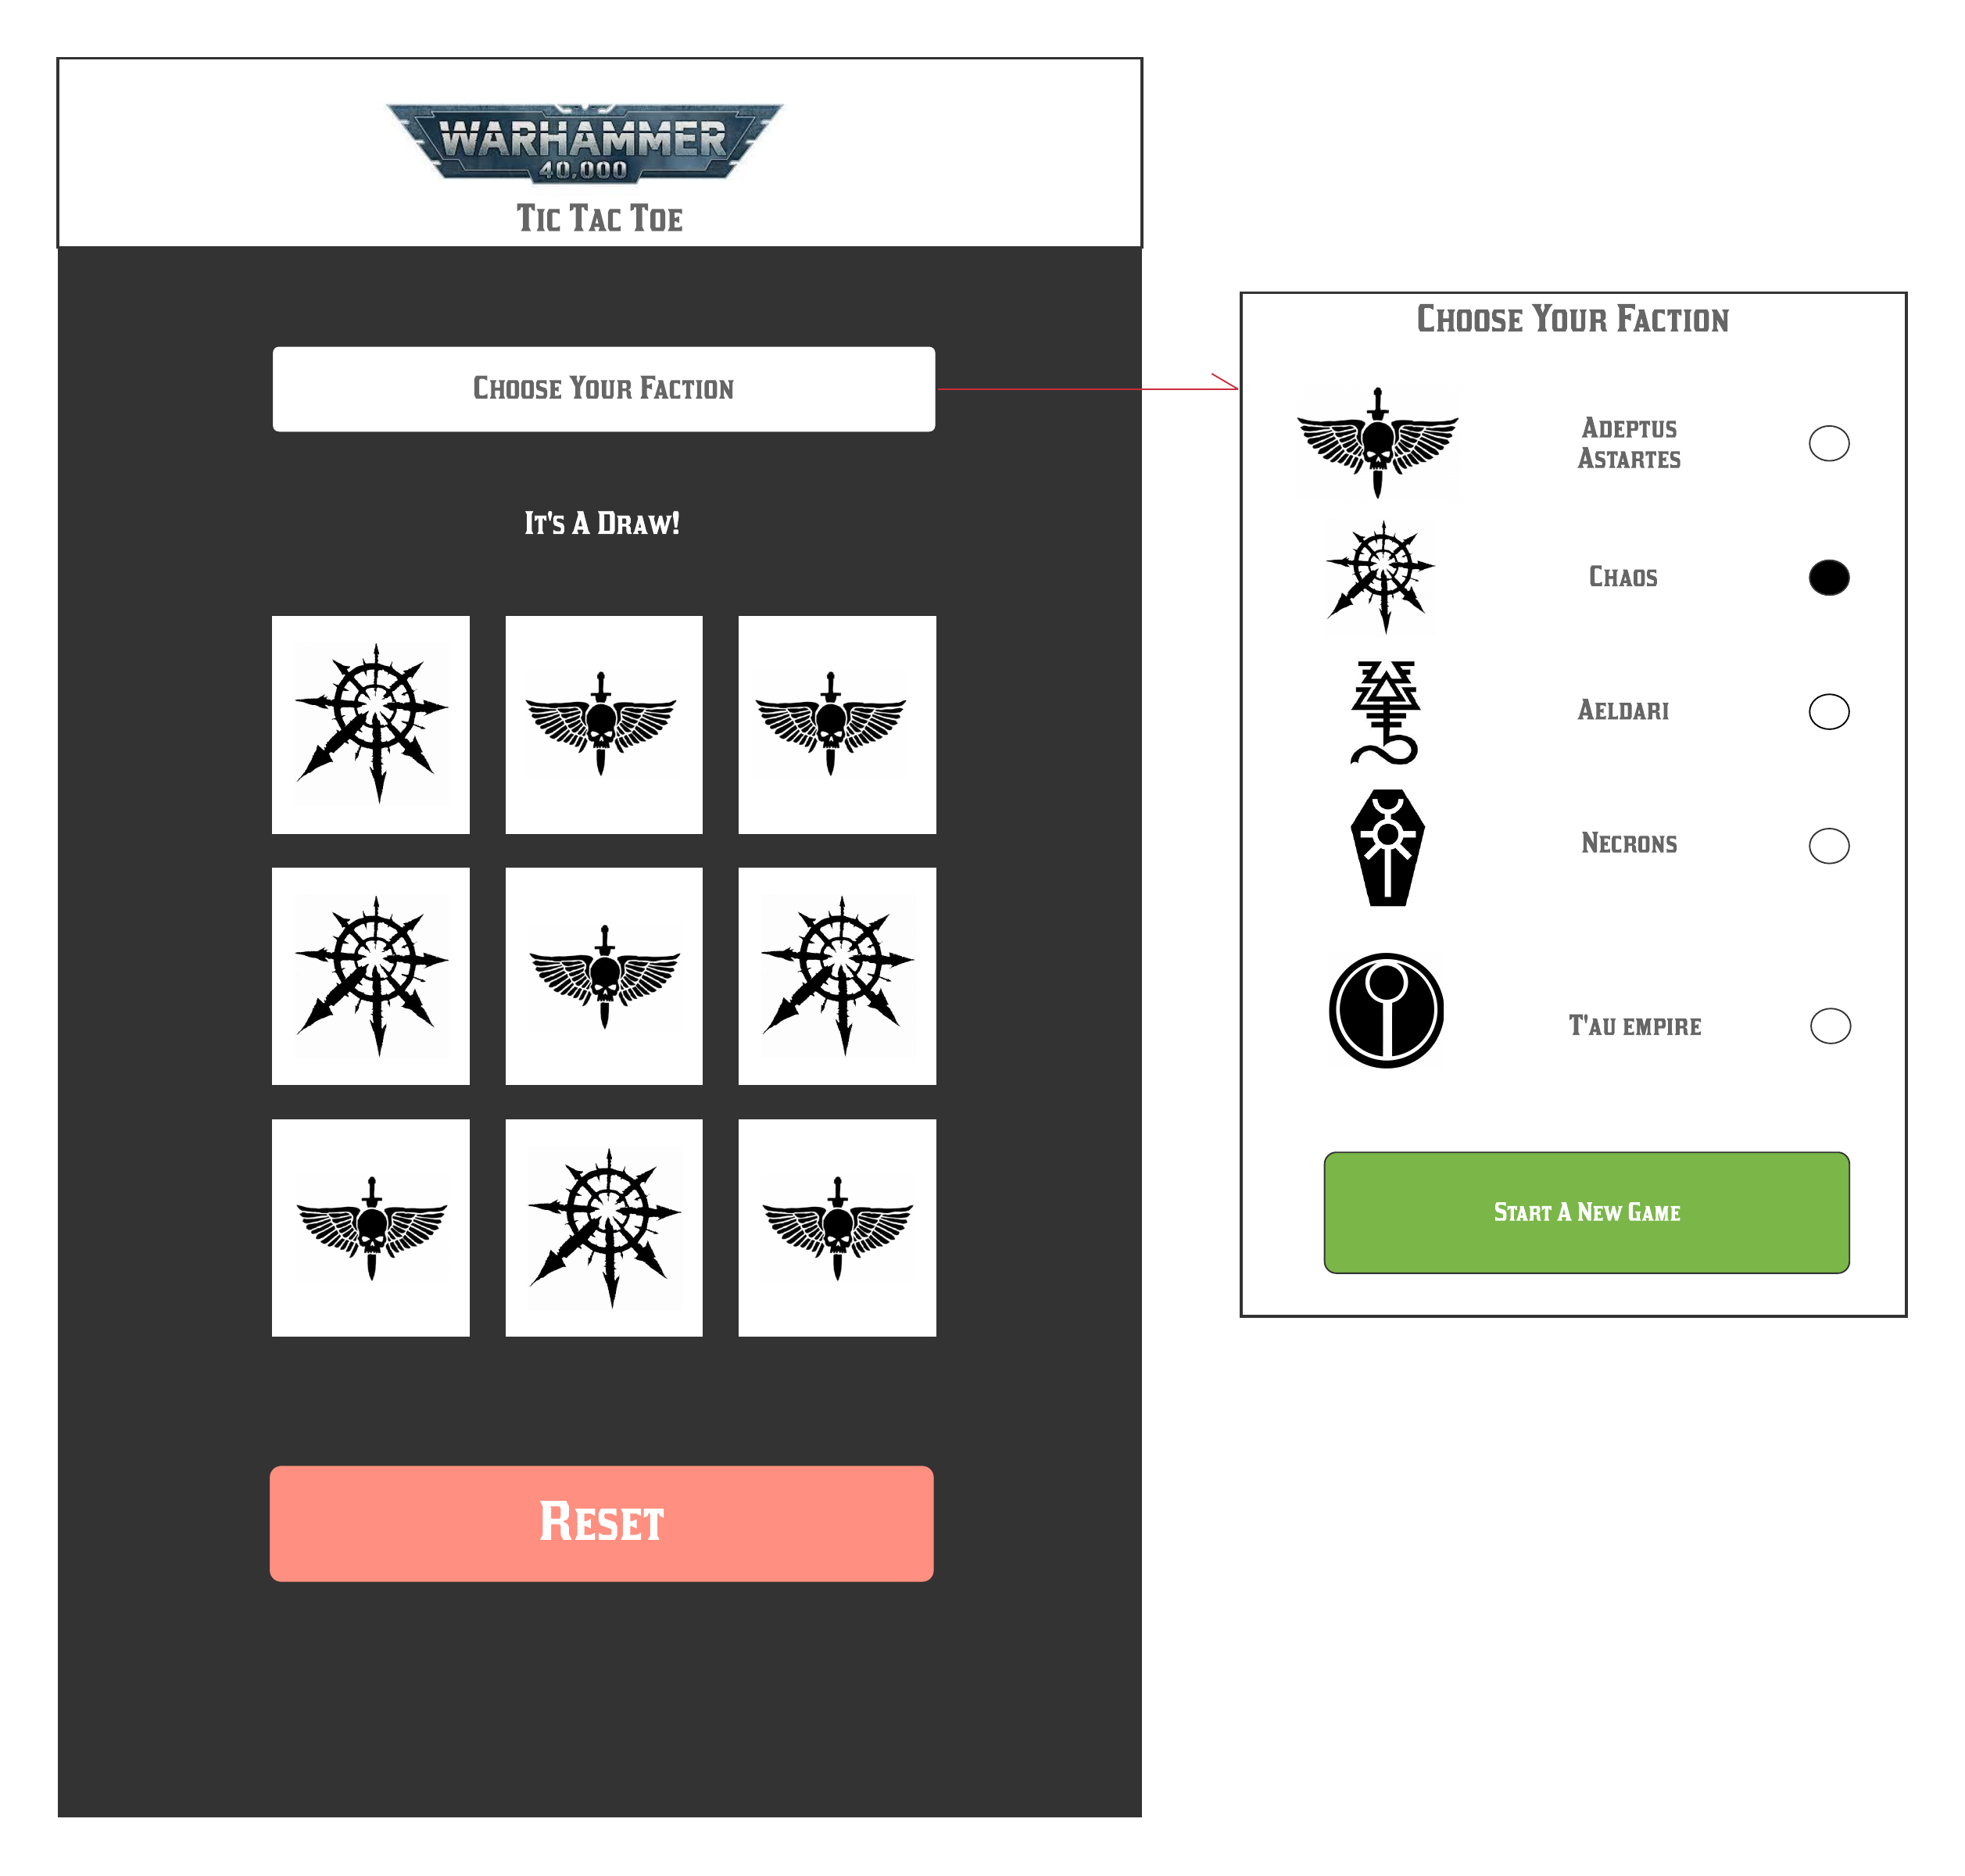 WARHAMMER
40,000
Tic Tac Toe
Choose Your Faction
It's A Draw!
Reset
Choose Your Faction
Adeptus
Astartes
Chaos
Aeldari
Necrons
T'au empire
Start A New Game